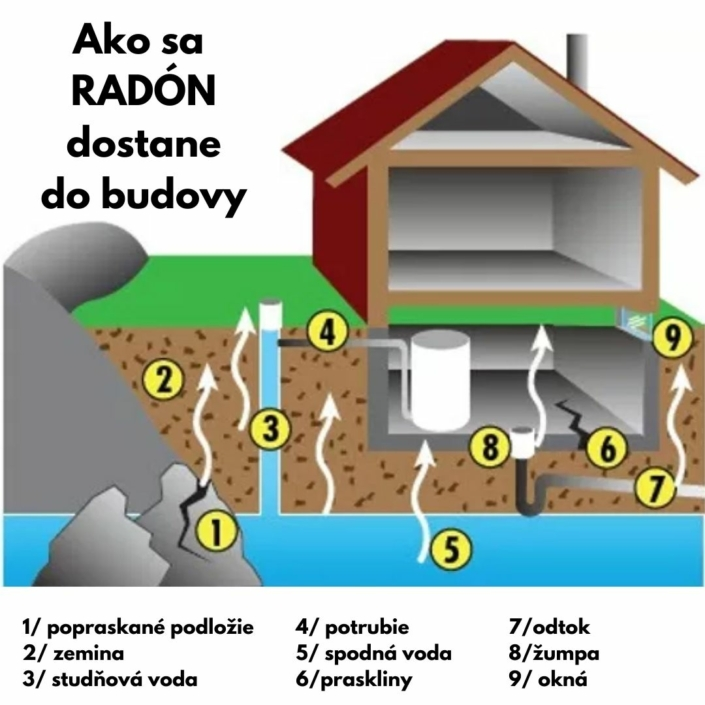 Ako sa
RADÓN
dostane
do budovy
4
9
2
3
8
6
7
1
5
1/ popraskané podložie
2/ zemina
3/ studňová voda
4/ potrubie
5/ spodná voda
6/praskliny
7/odtok
8/žumpa
9/ okná